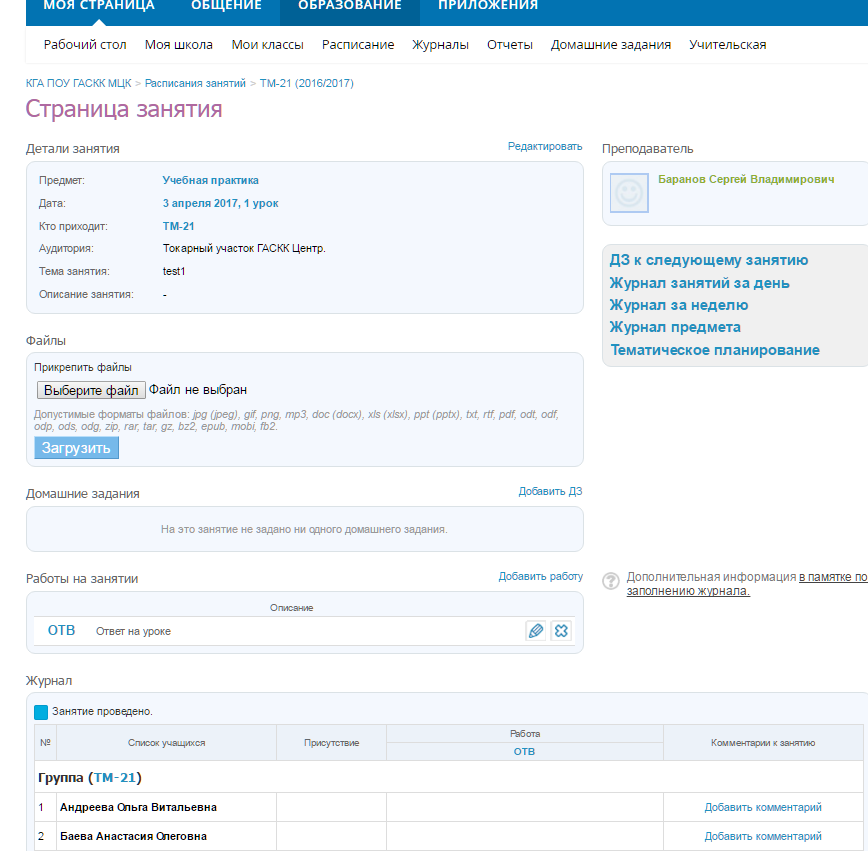 МОЯ СТРАНИЦА ОБЩЕНИЕ ОБРАЗОВАНИЕ ПРИЛОЖЕНИЯ
Рабочий стол Моя школа Мои классы Расписание Журналы Отчеты Домашние задания Учительская
КГА ПОУ ГАСКК МЦК > Расписания занятий > ТМ-21 (2016/2017)
Страница занятия
Детали занятия Редактировать
Предмет: Учебная практика
Дата: 3 апреля 2017, 1 урок
Кто приходит: ТМ-21
Аудитория: Токарный участок ГАСКК Центр.
Тема занятия: test1
Описание занятия: -
Преподаватель
Баранов Сергей Владимирович
ДЗ к следующему занятию
Журнал занятий за день
Журнал за неделю
Журнал предмета
Тематическое планирование
Файлы
Прикрепить файлы
Выберите файл Файл не выбран
Допустимые форматы файлов: jpg (jpeg), gif, png, mp3, doc (docx), xls (xlsx), ppt (pptx), txt, rtf, pdf, odt, odf,
odp, ods, odg, zip, rar, tar, gz, bz2, epub, mobi, fb2.
Загрузить
Домашние задания Добавить ДЗ
На это занятие не задано ни одного домашнего задания.
Работы на занятии Добавить работу
Описание
ОТВ Ответ на уроке
? Дополнительная информация в памятке по
заполнению журнала.
Журнал
Занятие проведено.
№ Список учащихся Присутствие Работа Комментарии к занятию
ОТВ
Группа (ТМ-21)
1 Андреева Ольга Витальевна Добавить комментарий
2 Баева Анастасия Олеговна Добавить комментарий